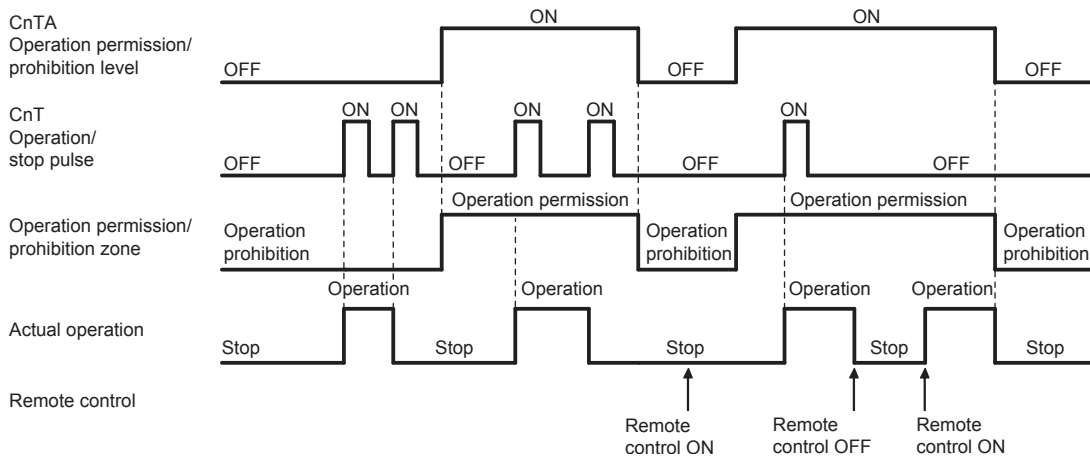 CnTA
Operation permission/
prohibition level
OFF
ON
OFF
ON
OFF
CnT
Operation/
stop pulse
OFF
ON
ON
OFF
ON
ON
OFF
ON
OFF
Operation permission/
prohibition zone
Operation
prohibition
Operation permission
Operation
prohibition
Operation permission
Operation
prohibition
Actual operation
Stop
Operation
Stop
Operation
Stop
Operation
Stop
Operation
Stop
Remote control
Remote
control ON
Remote
control OFF
Remote
control ON